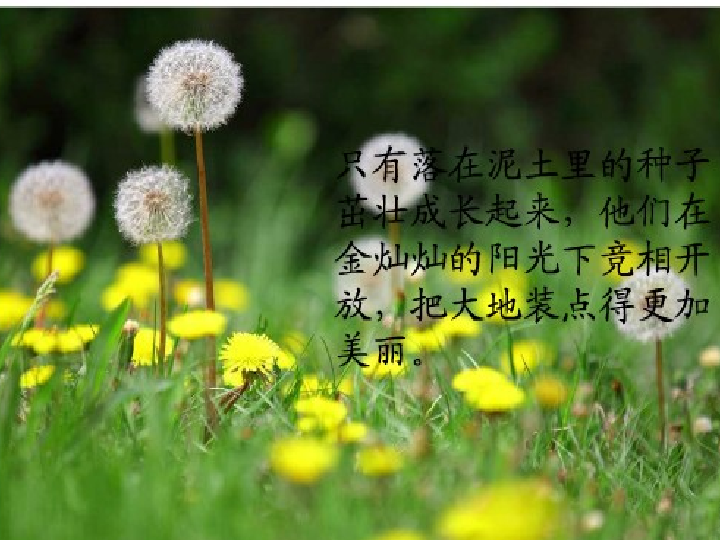 只有落在泥土里的种子
茁壮成长起来，他们在
金灿灿的阳光下竞相开
放，把大地装点得更加
美丽。